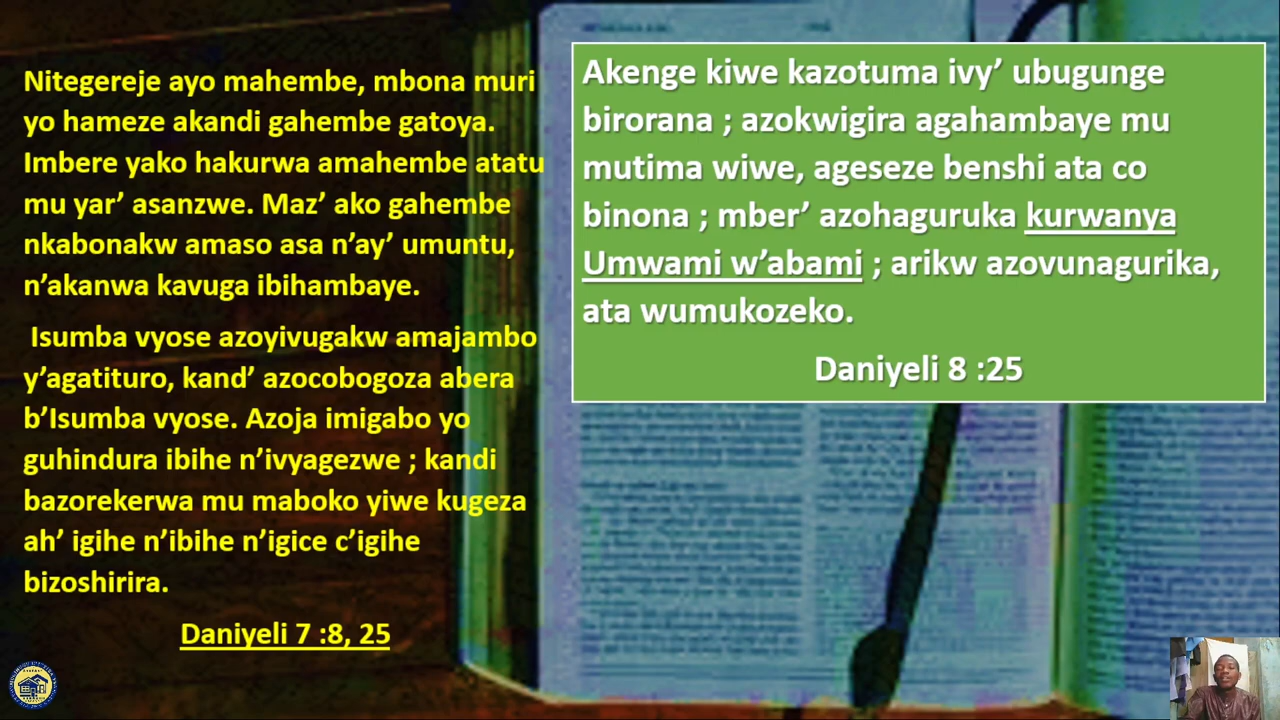 Nitegereje ayo mahembe, mbona muri
yo hameze akandi gahembe gatoya.
Imbere yako hakurwa amahembe atatu
mu yar’ asanzwe. Maz’ ako gahembe
nkabonakw amaso asa n’ay’ umuntu,
n’akanwa kavuga ibihambaye.
Isumba vyose azoyivugakw amajambo
y’agatituro, kand’ azocobogoza abera
b’Isumba vyose. Azoja imigabo yo
guhindura ibihe n’ivyagezwe ; kandi
bazorekerwa mu maboko yiwe kugeza
ah’ igihe n’ibihe n’igice c’igihe
bizoshirira.
Daniyeli 7 :8, 25
Akenge kiwe kazotuma ivy’ ubugunge
birorana ; azokwigira agahambaye mu
mutima wiwe, ageseze benshi ata co
binona ; mber’ azohaguruka kurwanya
Umwami w’abami ; arikw azovunagurika,
ata wumukozeko.
Daniyeli 8 :25